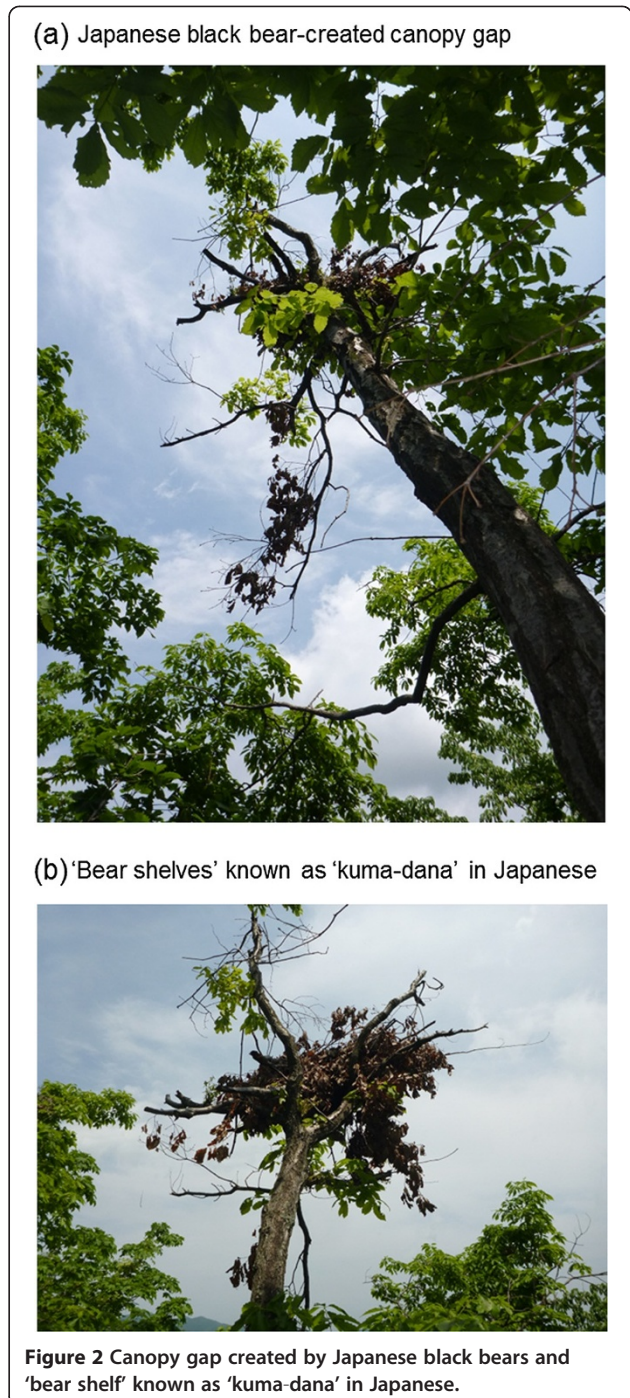 (a) Japanese black bear-created canopy gap
(b) ‘Bear shelves’ known as ‘kuma-dana’ in Japanese
Figure 2 Canopy gap created by Japanese black bears and
‘bear shelf’ known as ‘kuma-dana’ in Japanese.